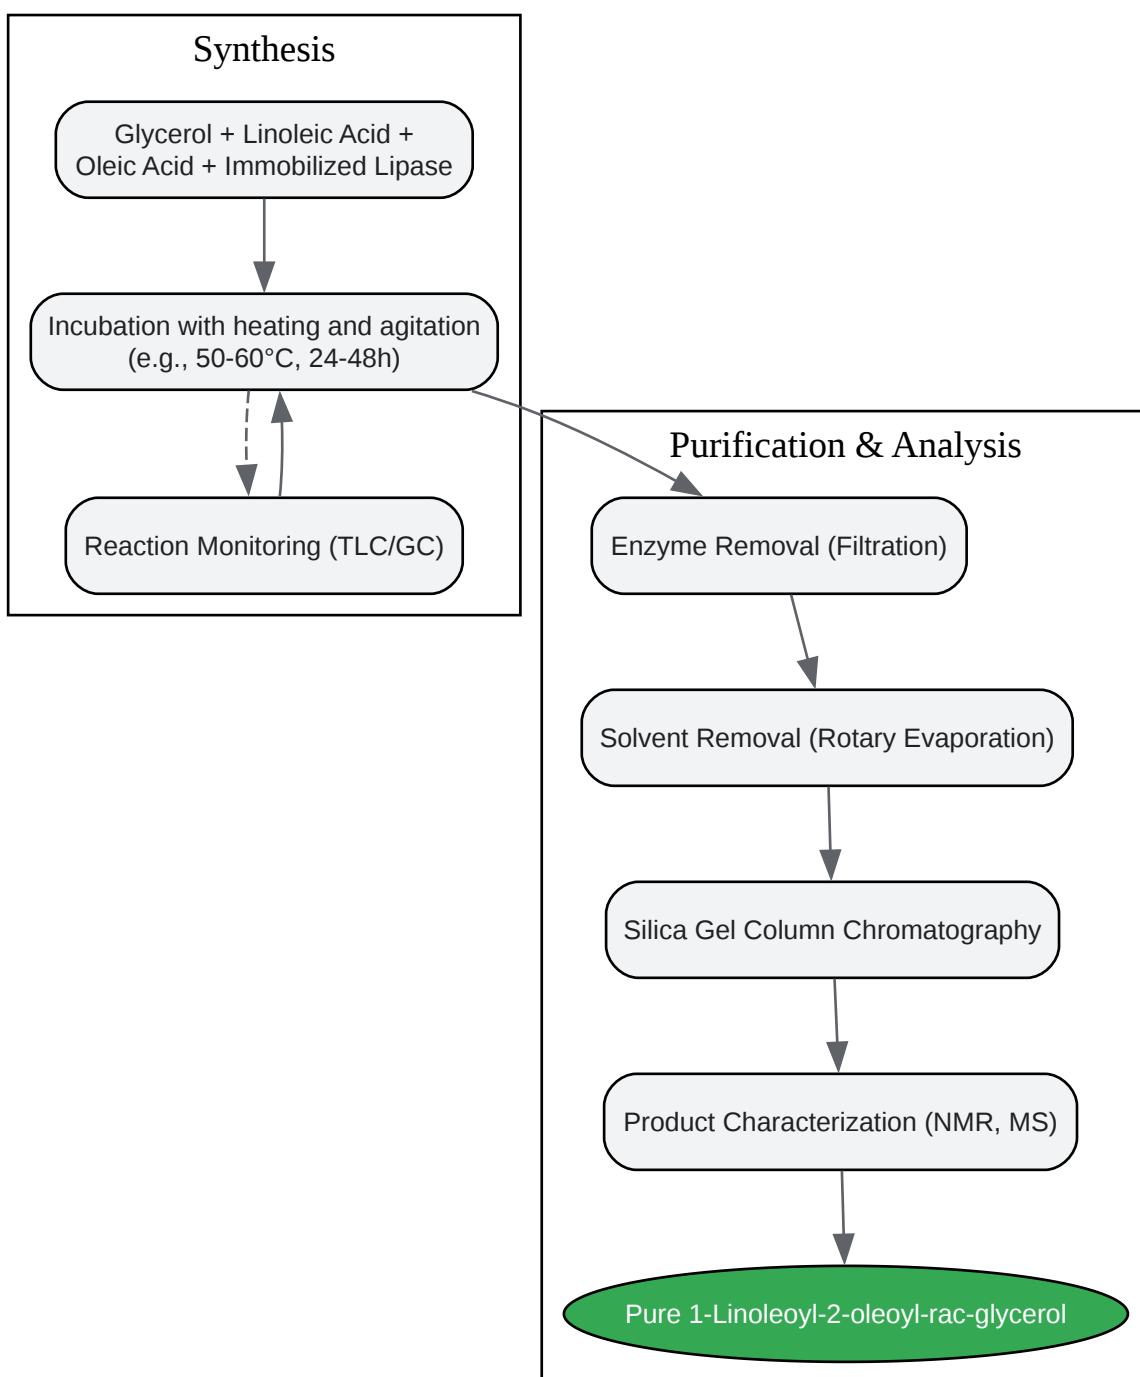 Synthesis
Glycerol + Linoleic Acid +
Oleic Acid + Immobilized Lipase
Incubation with heating and agitation
(e.g., 50-60°C, 24-48h)
Reaction Monitoring (TLC/GC)
Purification & Analysis
Enzyme Removal (Filtration)
Solvent Removal (Rotary Evaporation)
Silica Gel Column Chromatography
Product Characterization (NMR, MS)
Pure 1-Linoleoyl-2-oleoyl-rac-glycerol